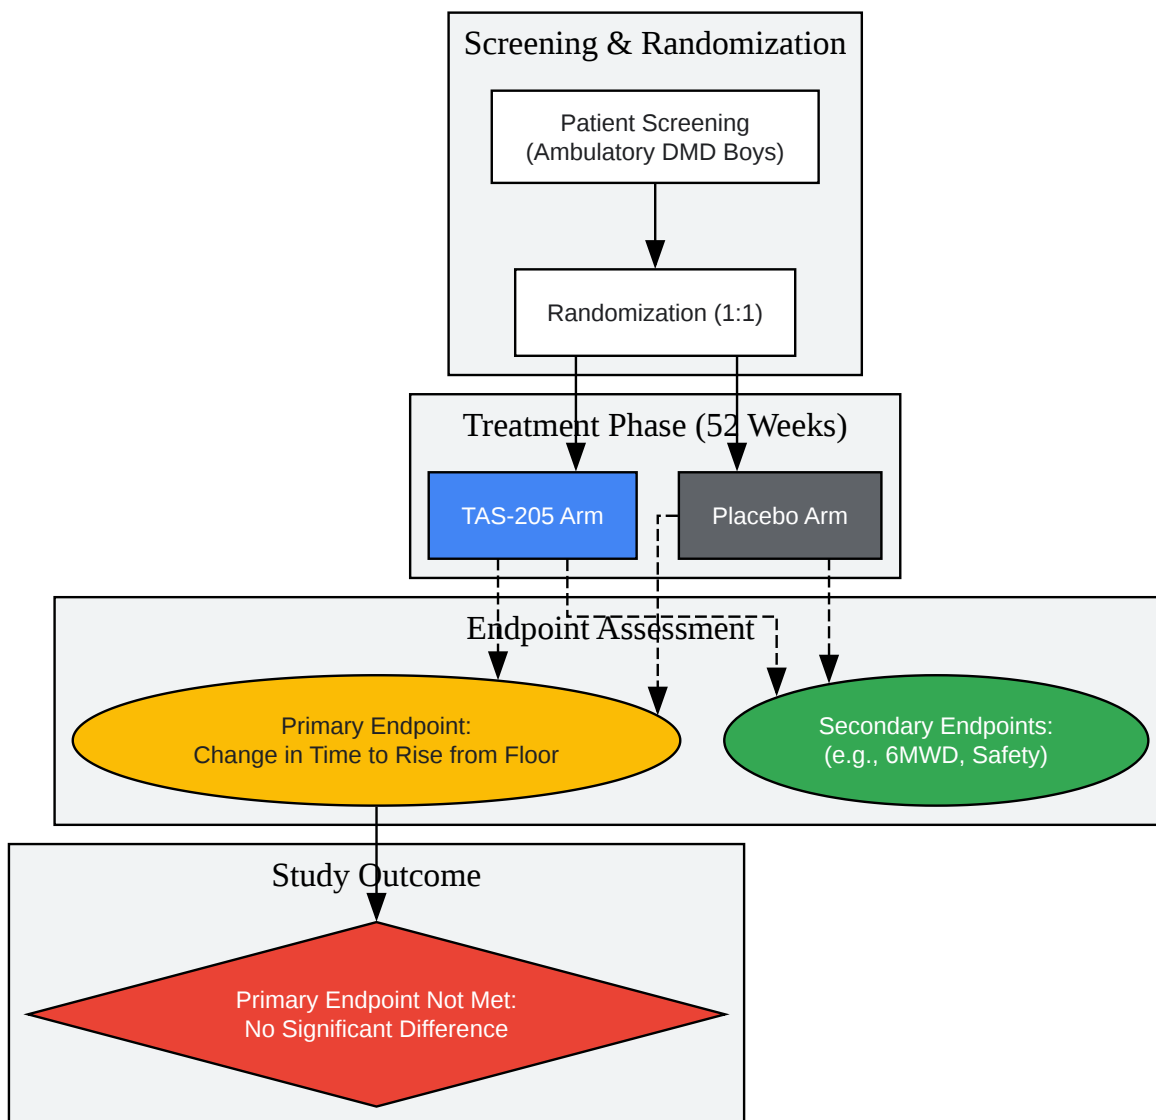 Screening & Randomization
Patient Screening
(Ambulatory DMD Boys)
Randomization (1:1)
Treatment Phase (52 Weeks)
TAS-205 Arm
Placebo Arm
Endpoint Assessment
Primary Endpoint:
Change in Time to Rise from Floor
Secondary Endpoints:
(e.g., 6MWD, Safety)
Study Outcome
Primary Endpoint Not Met:
No Significant Difference